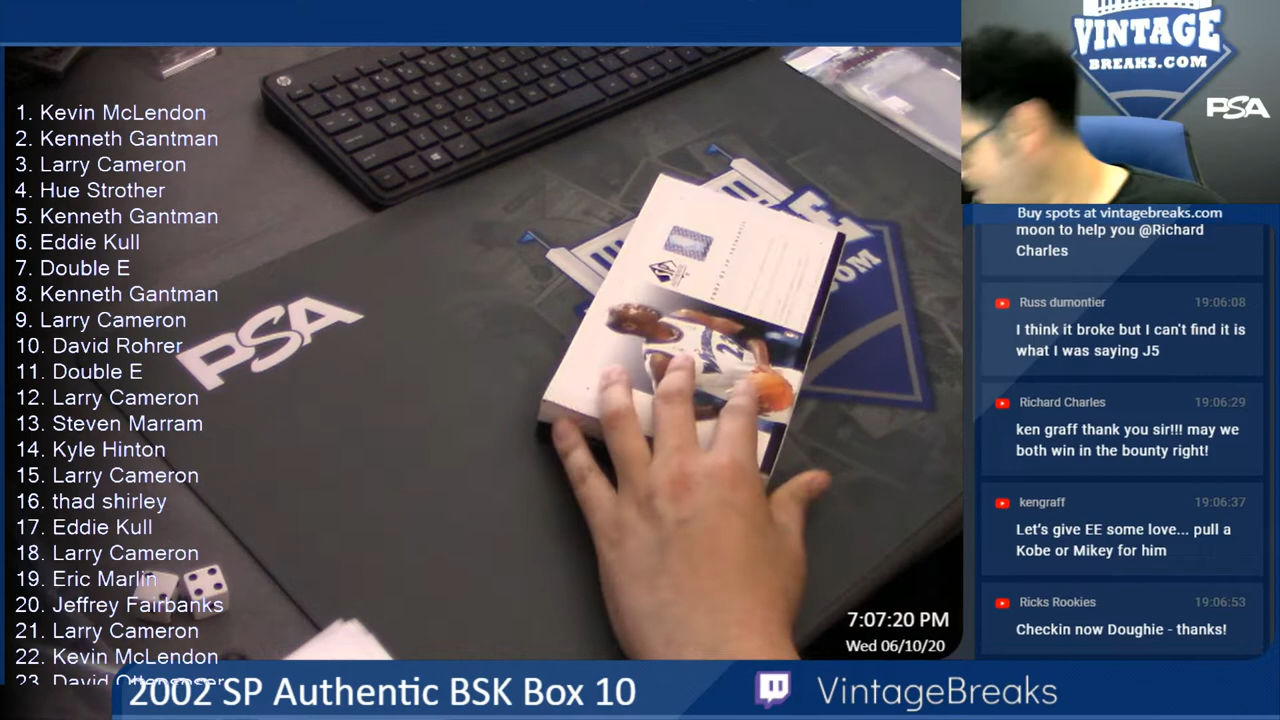 1. Kevin McLendon
2. Kenneth Gantman
3. Larry Cameron
4. Hue Strother
5. Kenneth Gantman
6. Eddie Kull
7. Double E
8. Kenneth Gantman
9. Larry Cameron
10. David Rohrer
11. Double E
12. Larry Cameron
13. Steven Marram
14. Kyle Hinton
15. Larry Cameron
16. thad shirley
17. Eddie Kull
18. Larry Cameron
19. Eric Marlin
20. Jeffrey Fairbanks
21. Larry Cameron
22. Kevin McLendon
23. David
PSA
hp
.COM
7:07:20 PM
Wed 06/10/20
VINTAGE
BREAKS.COM
PSA
Buy spots at vintagebreaks.com
moon to help you @Richard
Charles
Russ dumontier 19:06:08
I think it broke but I can't find it is
what I was saying J5
Richard Charles 19:06:29
ken graff thank you sir!!! may we
both win in the bounty right!
kengraff 19:06:37
Let's give EE some love... pull a
Kobe or Mikey for him
Ricks Rookies 19:06:53
Checkin now Doughie - thanks!
2002 SP Authentic BSK Box 10
VintageBreaks